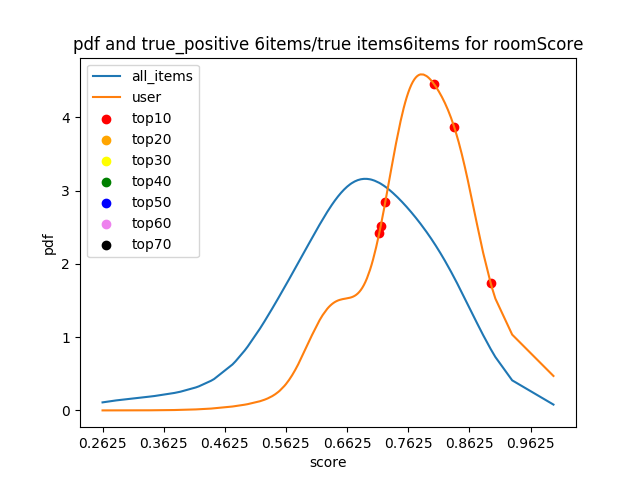 pdf and true_positive 6items/true items6items for roomScore
all_items
user
top10
top20
top30
top40
top50
top60
top70
pdf
4
3
2
1
0
0.2625 0.3625 0.4625 0.5625 0.6625 0.7625 0.8625 0.9625
score